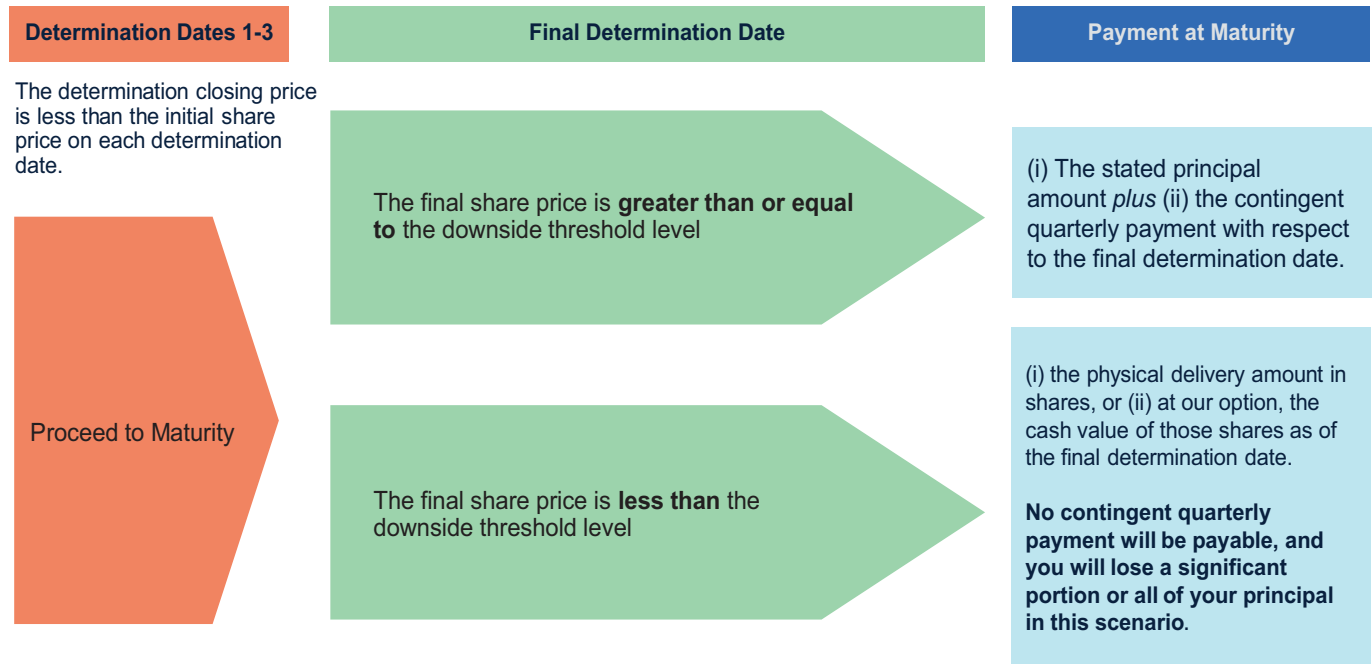 Determination Dates 1-3
Final Determination Date
Payment at Maturity
The determination closing price
is less than the initial share
price on each determination
date.
Proceed to Maturity
The final share price is greater than or equal
to the downside threshold level
(i) The stated principal
amount plus (ii) the contingent
quarterly payment with respect
to the final determination date.
The final share price is less than the
downside threshold level
(i) the physical delivery amount in
shares, or (ii) at our option, the
cash value of those shares as of
the final determination date.
No contingent quarterly
payment will be payable, and
you will lose a significant
portion or all of your principal
in this scenario.